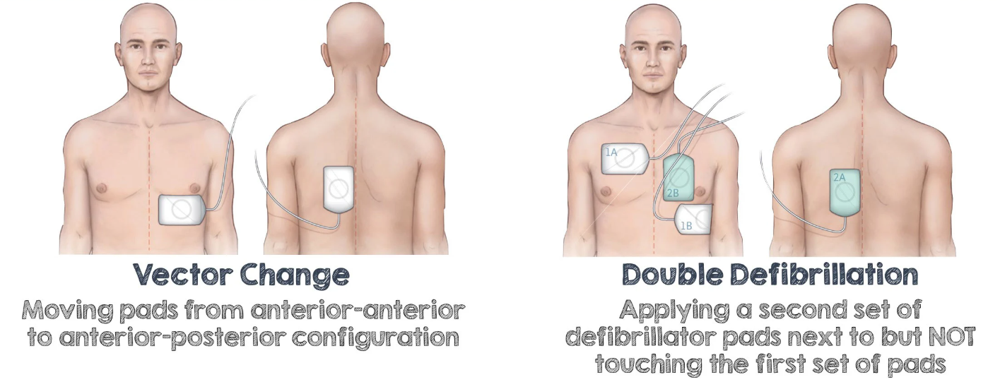 1A
2B
1B
2A
Vector Change
Moving pads from anterior-anterior
to anterior-posterior configuration
Double Defibrillation
Applying a second set of
defibrillator pads next to but NOT
touching the first set of pads